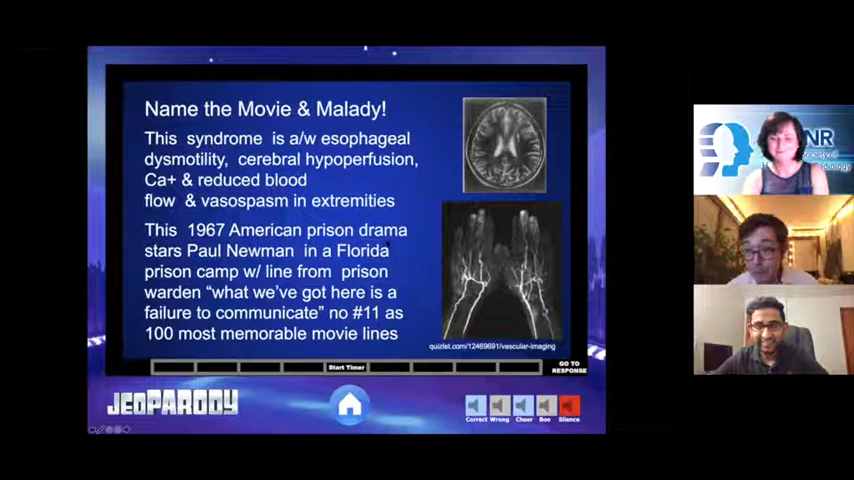 Name the Movie & Malady!
This syndrome is a/w esophageal
dysmotility, cerebral hypoperfusion,
Ca+ & reduced blood
flow & vasospasm in extremities
This 1967 American prison drama
stars Paul Newman in a Florida
prison camp w/ line from prison
warden “what we’ve got here is a
failure to communicate” no #11 as
100 most memorable movie lines
quizlet.com/12469691/vascular-imaging
Start Timer
GO TO
RESPONSE
JEOPARODY
Correct Wrong Cheer Boo Silence
NR
Society of